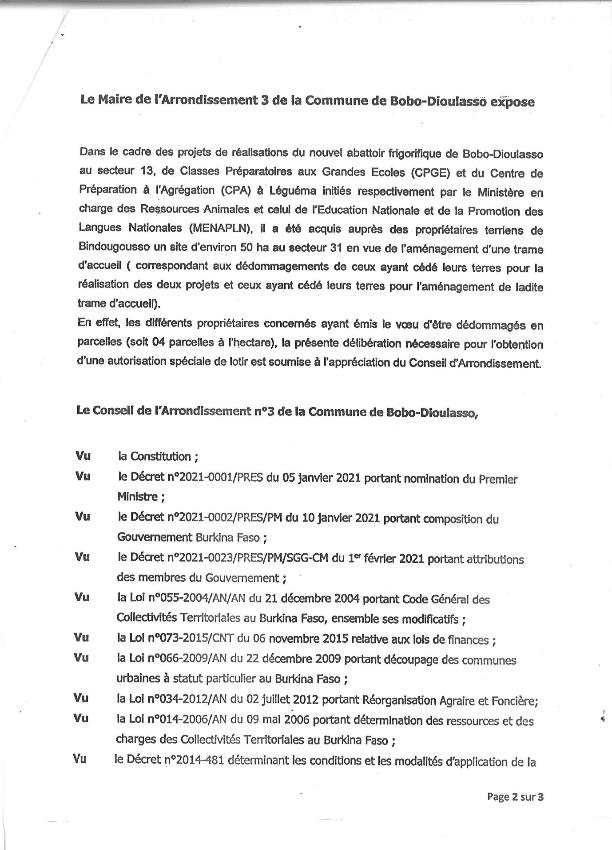 Le Maire de l'Arrondissement 3 de la Commune de Bobo-Dioulasso expose
Dans le cadre des projets de réalisations du nouvel abattoir frigorifique de Bobo-Dioulasso
au secteur 13, de Classes Préparatoires aux Grandes Ecoles (CPGE) et du Centre de
Préparation à l'Agrégation (CPA) à Léguéma initiés respectivement par le Ministère en
charge des Ressources Animales et celui de l'Education Nationale et de la Promotion des
Langues Nationales (MENAPLN), il a été acquis auprès des propriétaires terriens de
Bindougousso un site d'environ 50 ha au secteur 31 en vue de l'aménagement d'une trame
d'accueil ( correspondant aux dédommagements de ceux ayant cédé leurs terres pour la
réalisation des deux projets et ceux ayant cédé leurs terres pour l'aménagement de ladite
trame d'accueil).
En effet, les différents propriétaires concernés ayant émis le vœu d'être dédommagés en
parcelles (soit 04 parcelles à l'hectare), la présente délibération nécessaire pour l'obtention
d'une autorisation spéciale de lotir est soumise à l'appréciation du Conseil d'Arrondissement.
Le Conseil de l'Arrondissement n°3 de la Commune de Bobo-Dioulasso,
Vu la Constitution ;
Vu le Décret n°2021-0001/PRES du 05 janvier 2021 portant nomination du Premier
Ministre ;
Vu le Décret n°2021-0002/PRES/PM du 10 janvier 2021 portant composition du
Gouvernement Burkina Faso ;
Vu le Décret n°2021-0023/PRES/PM/SGG-CM du 1er février 2021 portant attributions
des membres du Gouvernement ;
Vu la Loi n°055-2004/AN/AN du 21 décembre 2004 portant Code Général des
Collectivités Territoriales au Burkina Faso, ensemble ses modificatifs ;
Vu la Loi n°073-2015/CNT du 06 novembre 2015 relative aux lois de finances ;
Vu la Loi n°066-2009/AN du 22 décembre 2009 portant découpage des communes
urbaines à statut particulier au Burkina Faso ;
Vu la Loi n°034-2012/AN du 02 juillet 2012 portant Réorganisation Agraire et Foncière;
Vu la Loi n°014-2006/AN du 09 mai 2006 portant détermination des ressources et des
charges des Collectivités Territoriales au Burkina Faso ;
Vu le Décret n°2014-481 déterminant les conditions et les modalités d'application de la
Page 2 sur 3